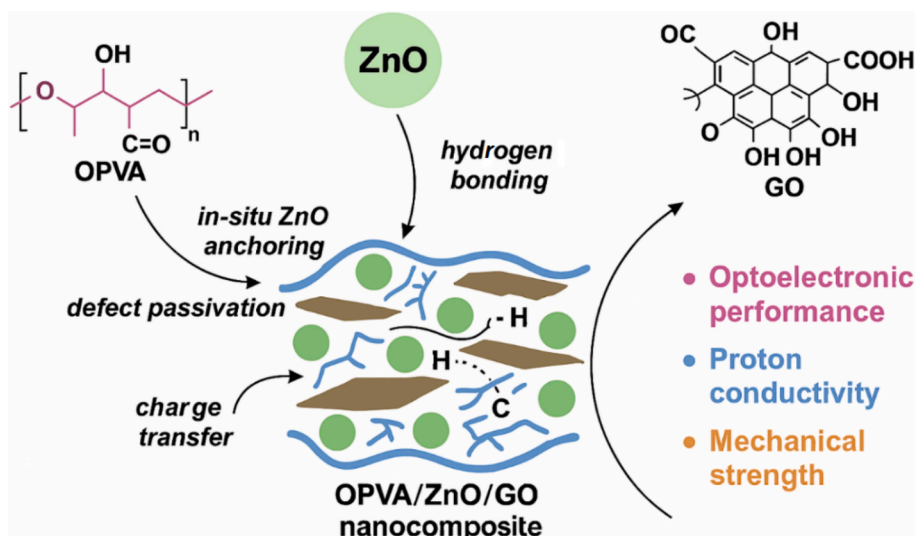 OH
O
n
C=O
OPVA
ZnO
hydrogen
bonding
in-situ ZnO
anchoring
defect passivation
charge
transfer
- H
H
C
OPVA/ZnO/GO
nanocomposite
OC
OH
COOH
OH
O
OH
OH OH
GO
• Optoelectronic
performance
• Proton
conductivity
• Mechanical
strength